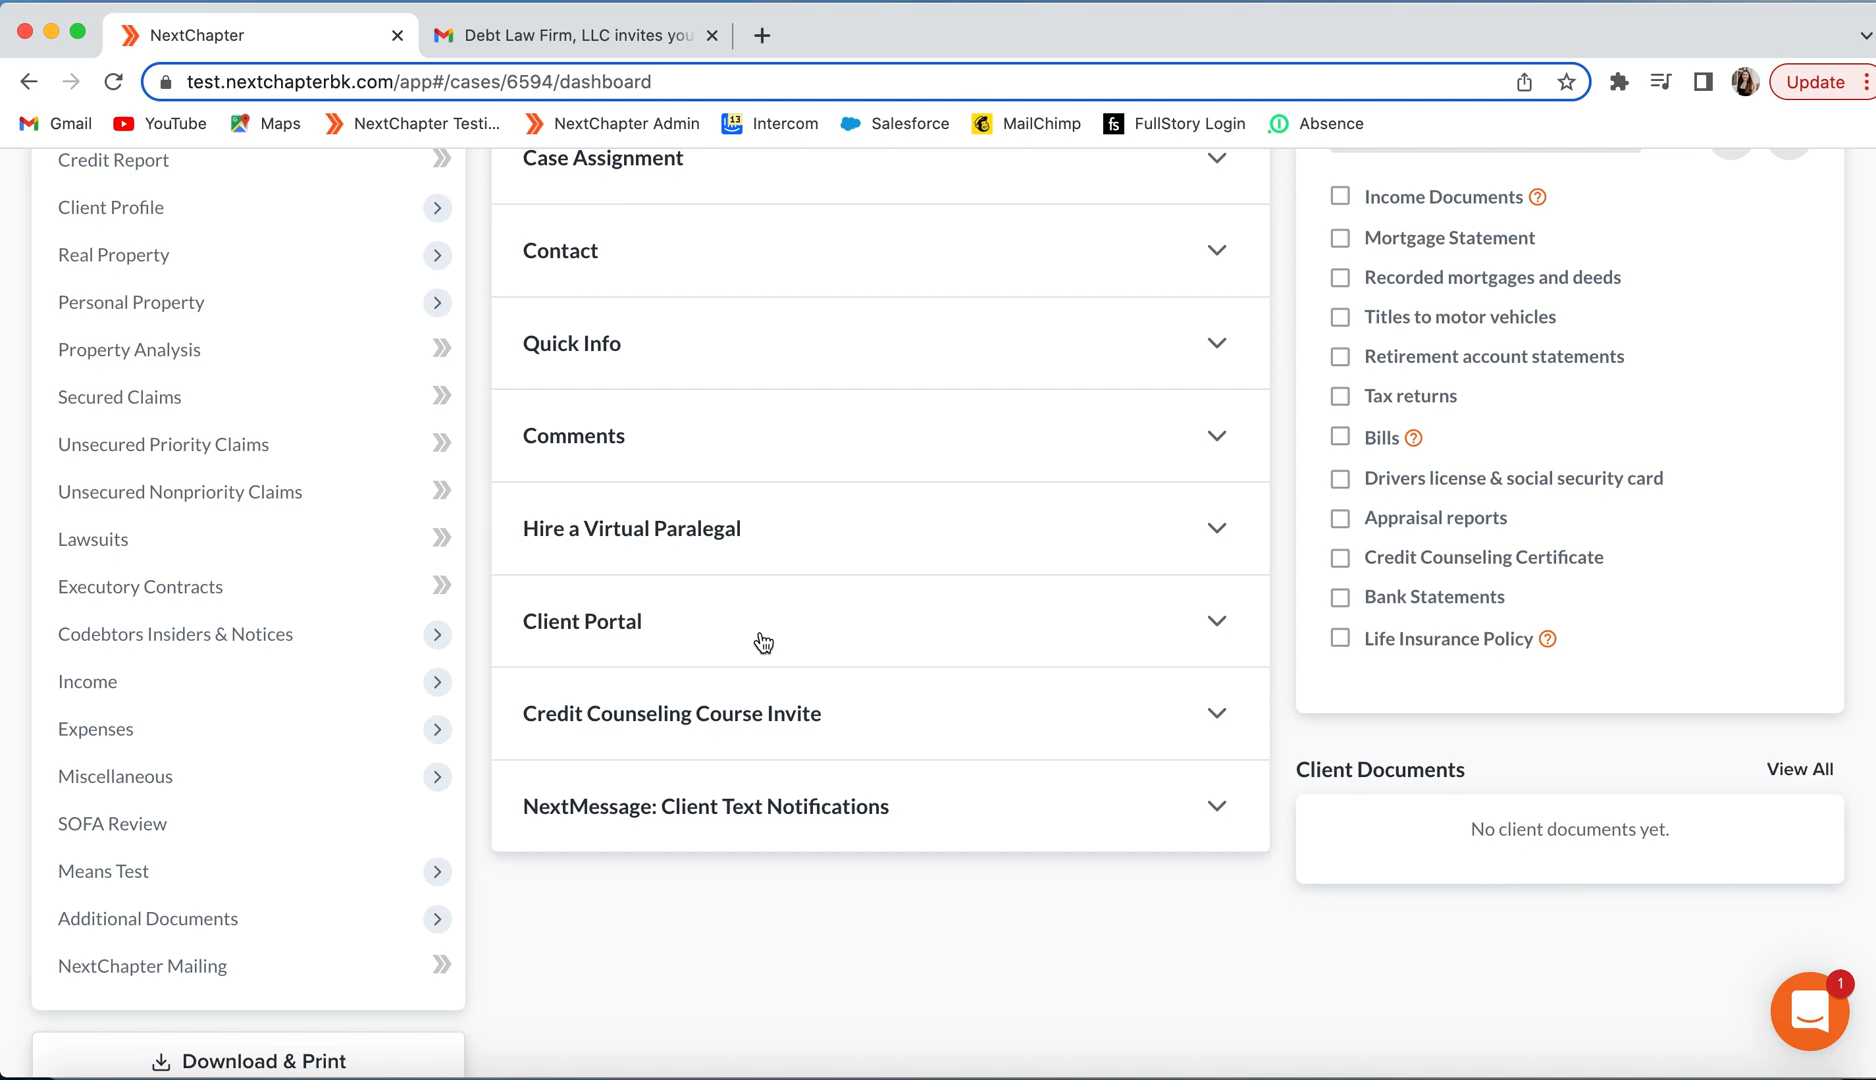 NextChapter
Debt Law Firm, LLC invites you
test.nextchapterbk.com/app#/cases/6594/dashboard
Update
Gmail
YouTube
Maps
NextChapter Testi...
NextChapter Admin
13
Intercom
Salesforce
MailChimp
fs
FullStory Login
Absence
Credit Report
Client Profile
Real Property
Personal Property
Property Analysis
Secured Claims
Unsecured Priority Claims
Unsecured Nonpriority Claims
Lawsuits
Executory Contracts
Codebtors Insiders & Notices
Income
Expenses
Miscellaneous
SOFA Review
Means Test
Additional Documents
NextChapter Mailing
Download & Print
Case Assignment
Contact
Quick Info
Comments
Hire a Virtual Paralegal
Client Portal
Credit Counseling Course Invite
NextMessage: Client Text Notifications
Income Documents ?
Mortgage Statement
Recorded mortgages and deeds
Titles to motor vehicles
Retirement account statements
Tax returns
Bills ?
Drivers license & social security card
Appraisal reports
Credit Counseling Certificate
Bank Statements
Life Insurance Policy ?
Client Documents
View All
No client documents yet.
1